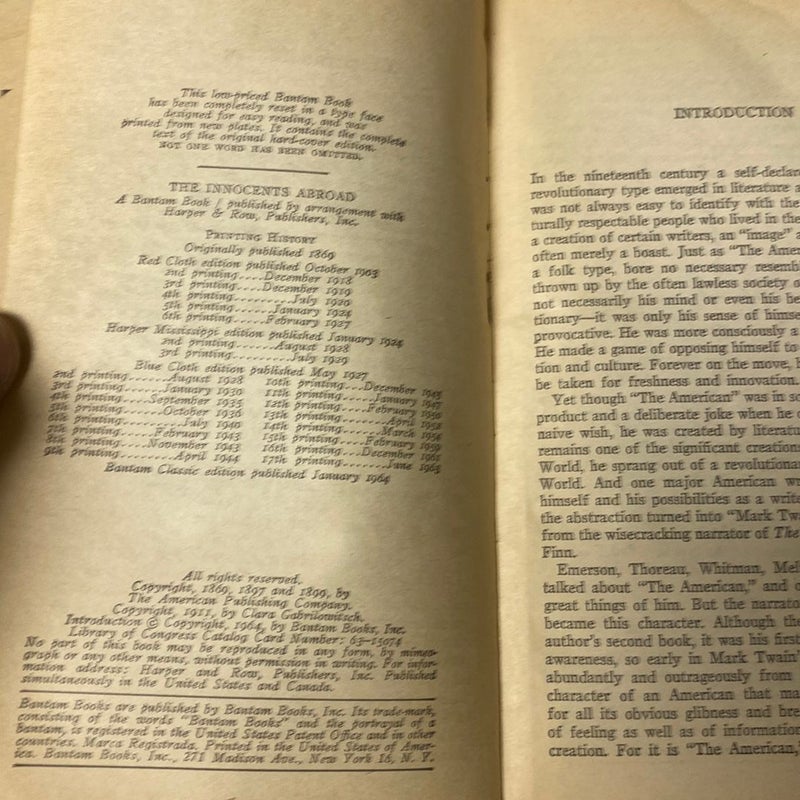 This low-priced Bantam Book
has been completely reset in a type face
designed for easy reading, and was
printed from new plates. It contains the complete
text of the original hard-cover edition.
NOT ONE WORD HAS BEEN OMITTED.
THE INNOCENTS ABROAD
A Bantam Book / published by arrangement with
Harper & Row, Publishers, Inc.
PRINTING HISTORY
Originally published 1869
Red Cloth edition published October 1903
2nd printing....December 1918
3rd printing....December 1919
4th printing..........July 1920
5th printing......January 1924
6th printing.....February 1927
Harper Mississippi edition published January 1924
2nd printing.......August 1928
3rd printing..........July 1929
Blue Cloth edition published May 1927
2nd printing.......August 1928
3rd printing......January 1930
4th printing....September 1935
5th printing......October 1936
6th printing.........July 1940
7th printing.....February 1943
8th printing....November 1943
9th printing........April 1944
10th printing...December 1945
11th printing.....January 1947
12th printing....February 1950
13th printing.......April
14th printing......March 1956
15th printing....February 1959
16th printing...December 1961
17th printing........June 1963
Bantam Classic edition published January 1964
All rights reserved.
Copyright, 1869, 1897 and 1899, by
The American Publishing Company.
Copyright, 1911, by Clara Gabrilowitsch.
Introduction © Copyright, 1964, by Bantam Books, Inc.
Library of Congress Catalog Card Number: 63-15074
No part of this book may be reproduced in any form, by mimeo-
graph or any other means, without permission in writing. For infor-
mation address: Harper and Row, Publishers, Inc. Published
simultaneously in the United States and Canada.
Bantam Books are published by Bantam Books, Inc. Its trade-mark,
consisting of the words "Bantam Books" and the portrayal of a
bantam, is registered in the United States Patent Office and in other
countries. Marca Registrada. Printed in the United States of Amer-
ica. Bantam Books, Inc., 271 Madison Ave., New York 16, N. Y.
INTRODUCTION
In the nineteenth century a self-declar
revolutionary type emerged in literature a
was not always easy to identify with the
turally respectable people who lived in the
a creation of certain writers, an "image" a
often merely a boast. Just as "The Amer
a folk type, bore no necessary resemb
thrown up by the often lawless society o
not necessarily his mind or even his be
tionary—it was only his sense of himse
provocative. He was more consciously a
He made a game of opposing himself to
tion and culture. Forever on the move, h
be taken for freshness and innovation.
Yet though "The American" was in so
product and a deliberate joke when he c
naive wish, he was created by literatu
remains one of the significant creations
World, he sprang out of a revolutionar
World. And one major American wr
himself and his possibilities as a write
the abstraction turned into "Mark Tw
from the wisecracking narrator of The
Finn.
Emerson, Thoreau, Whitman, Mel
talked about "The American," and o
great things of him. But the narrato
became this character. Although the
author's second book, it was his first
awareness, so early in Mark Twain'
abundantly and outrageously from
character of an American that ma
for all its obvious glibness and bre
of feeling as well as of information
creation. For it is "The American,"